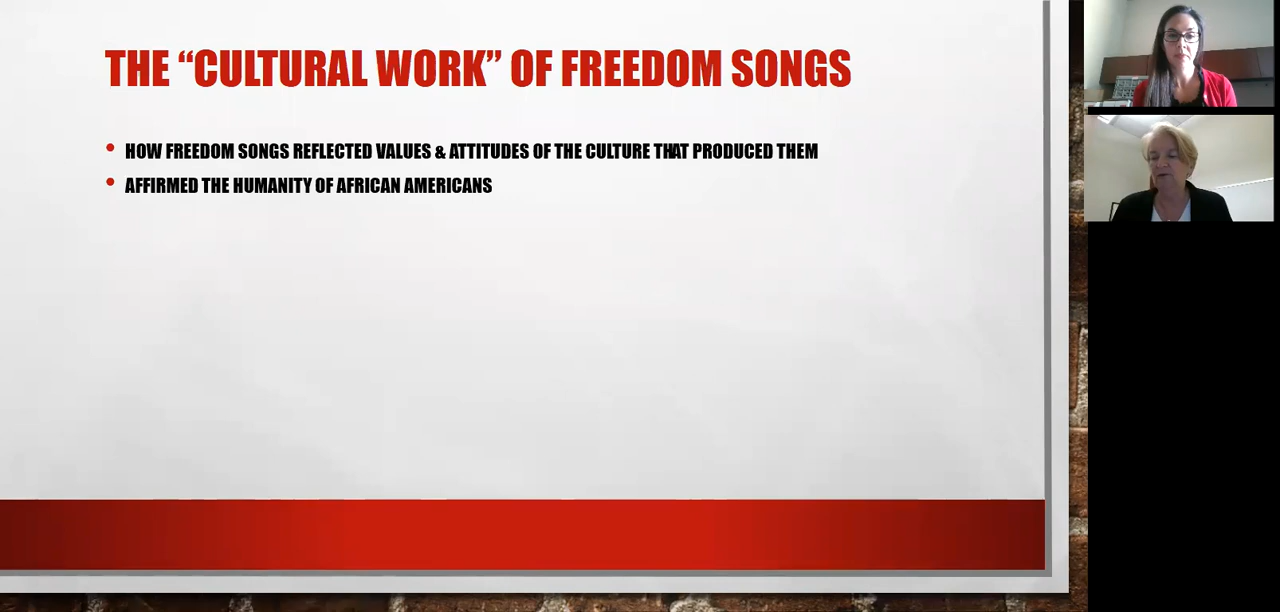 THE “CULTURAL WORK” OF FREEDOM SONGS
• HOW FREEDOM SONGS REFLECTED VALUES & ATTITUDES OF THE CULTURE THAT PRODUCED THEM
• AFFIRMED THE HUMANITY OF AFRICAN AMERICANS